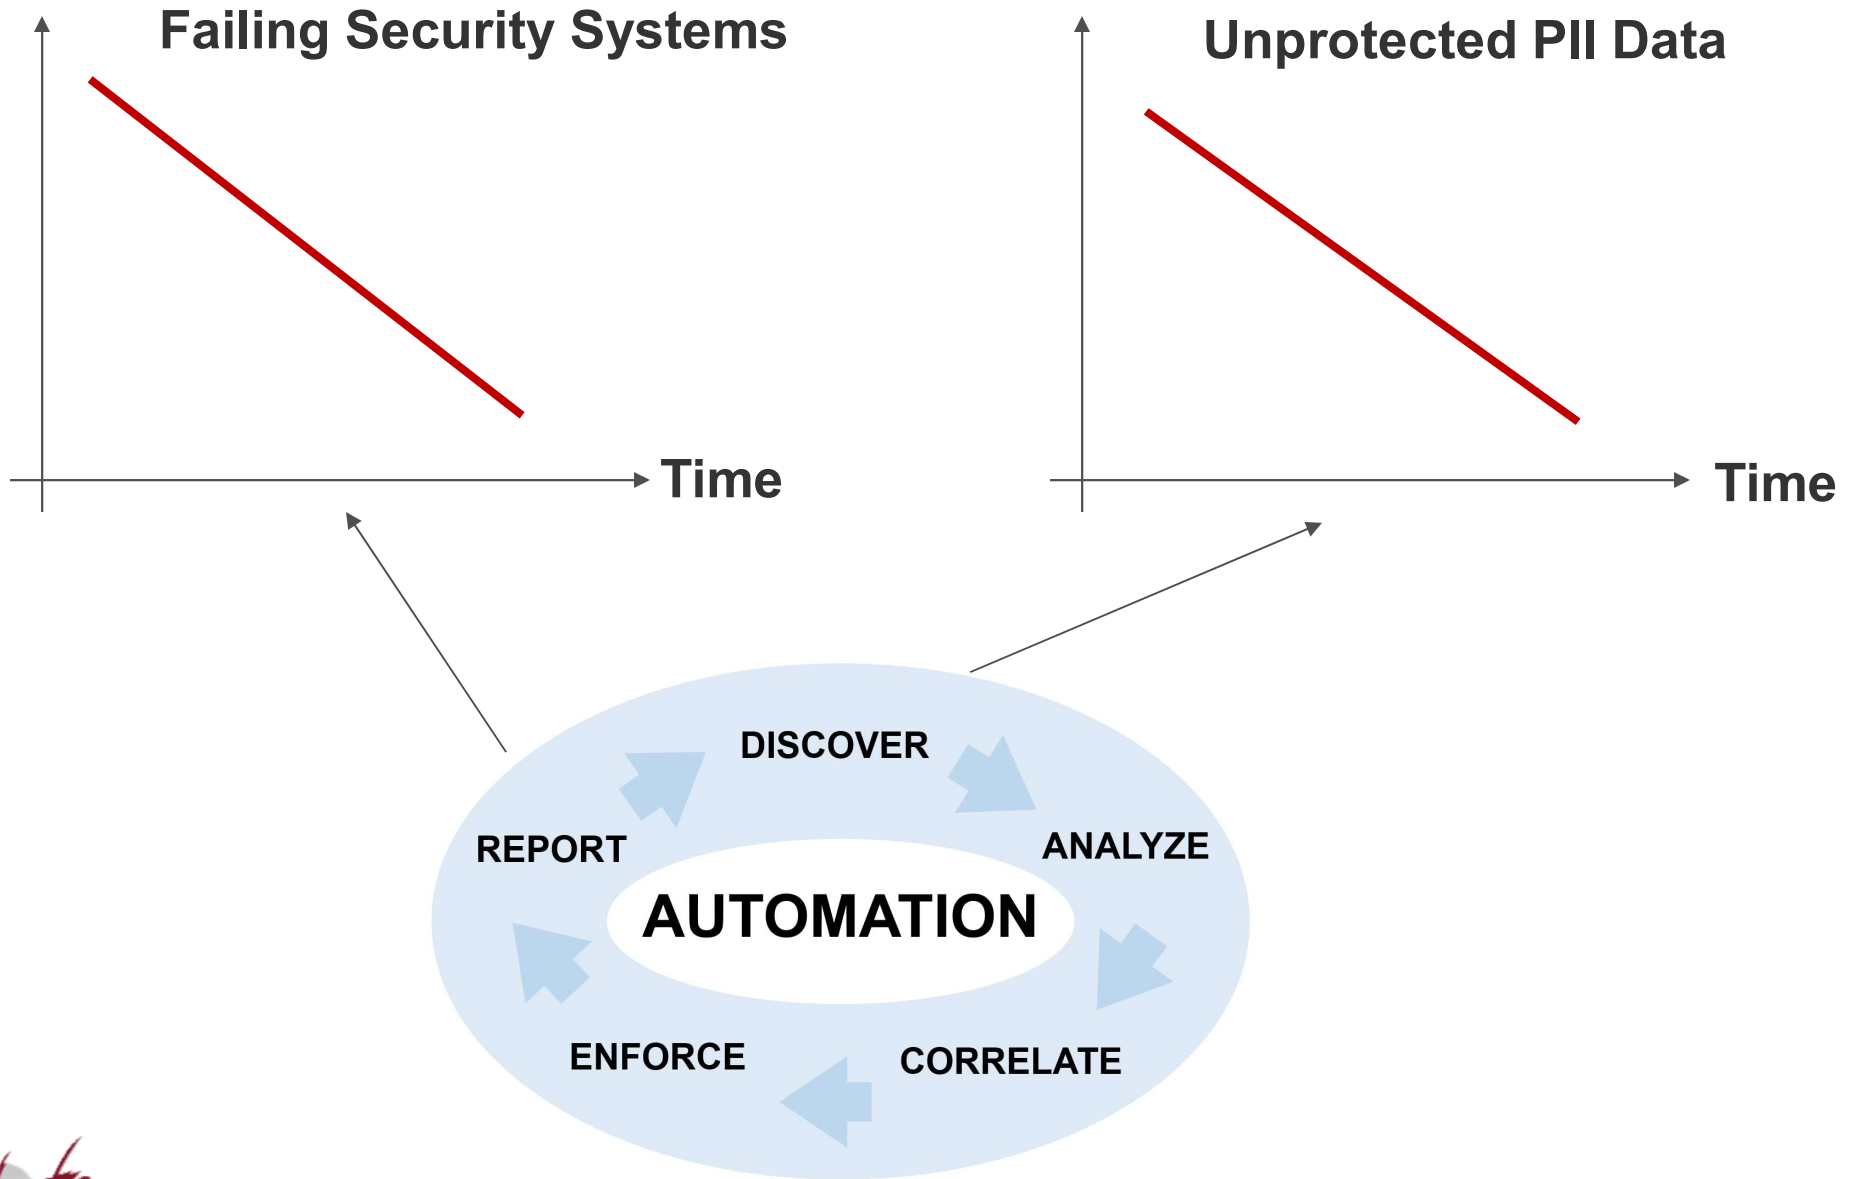 Failing Security Systems
Unprotected PII Data
Time
Time
DISCOVER
ANALYZE
REPORT
AUTOMATION
ENFORCE
CORRELATE